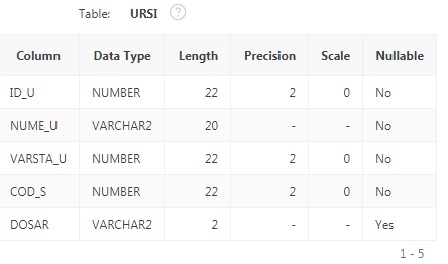 Table: URSI ?
Column Data Type Length Precision Scale Nullable
ID_U NUMBER 22 2 0 No
NUME_U VARCHAR2 20 - - No
VARSTA_U NUMBER 22 2 0 No
COD_S NUMBER 22 2 0 No
DOSAR VARCHAR2 2 - - Yes
1 - 5